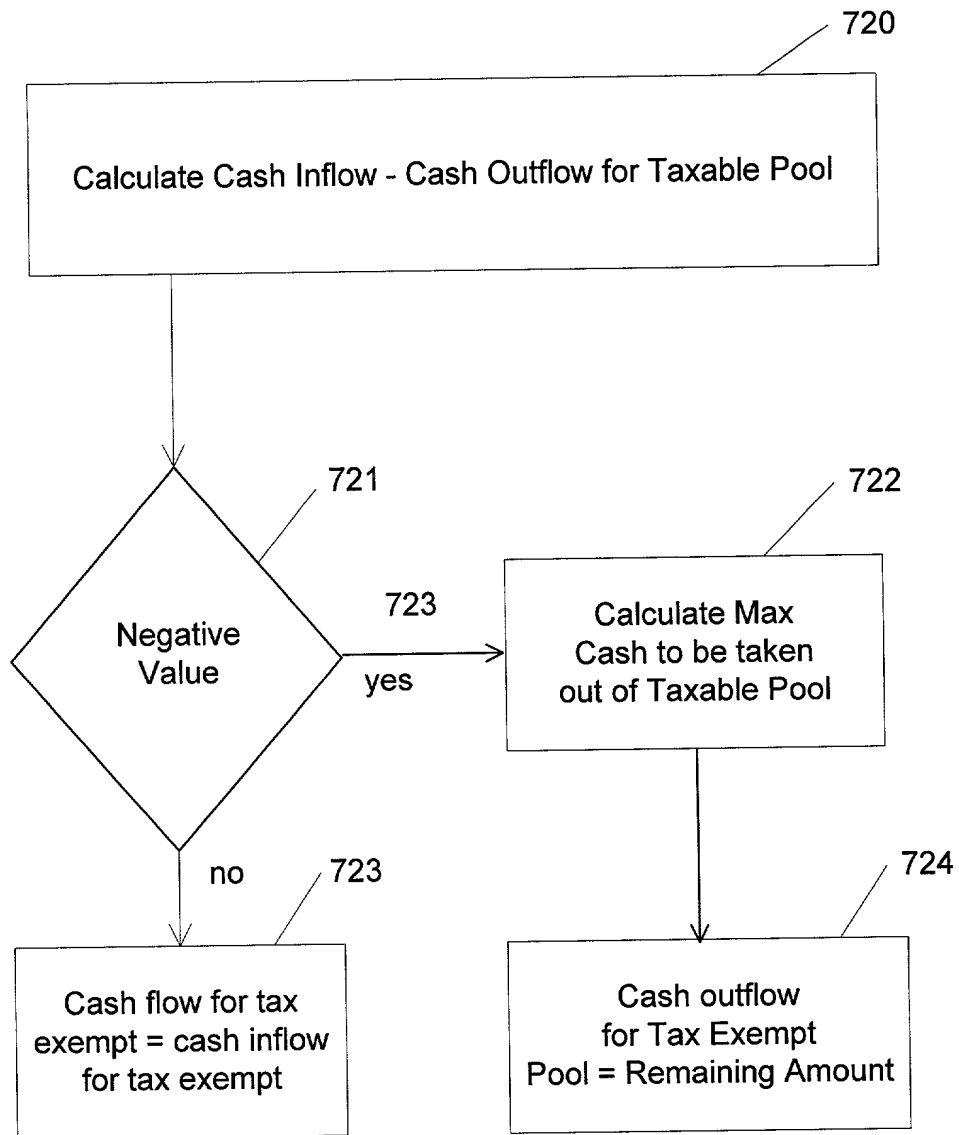 720
Calculate Cash Inflow - Cash Outflow for Taxable Pool
721
722
Negative
Value
723
yes
Calculate Max
Cash to be taken
out of Taxable Pool
no
723
724
Cash flow for tax
exempt = cash inflow
for tax exempt
Cash outflow
for Tax Exempt
Pool = Remaining Amount